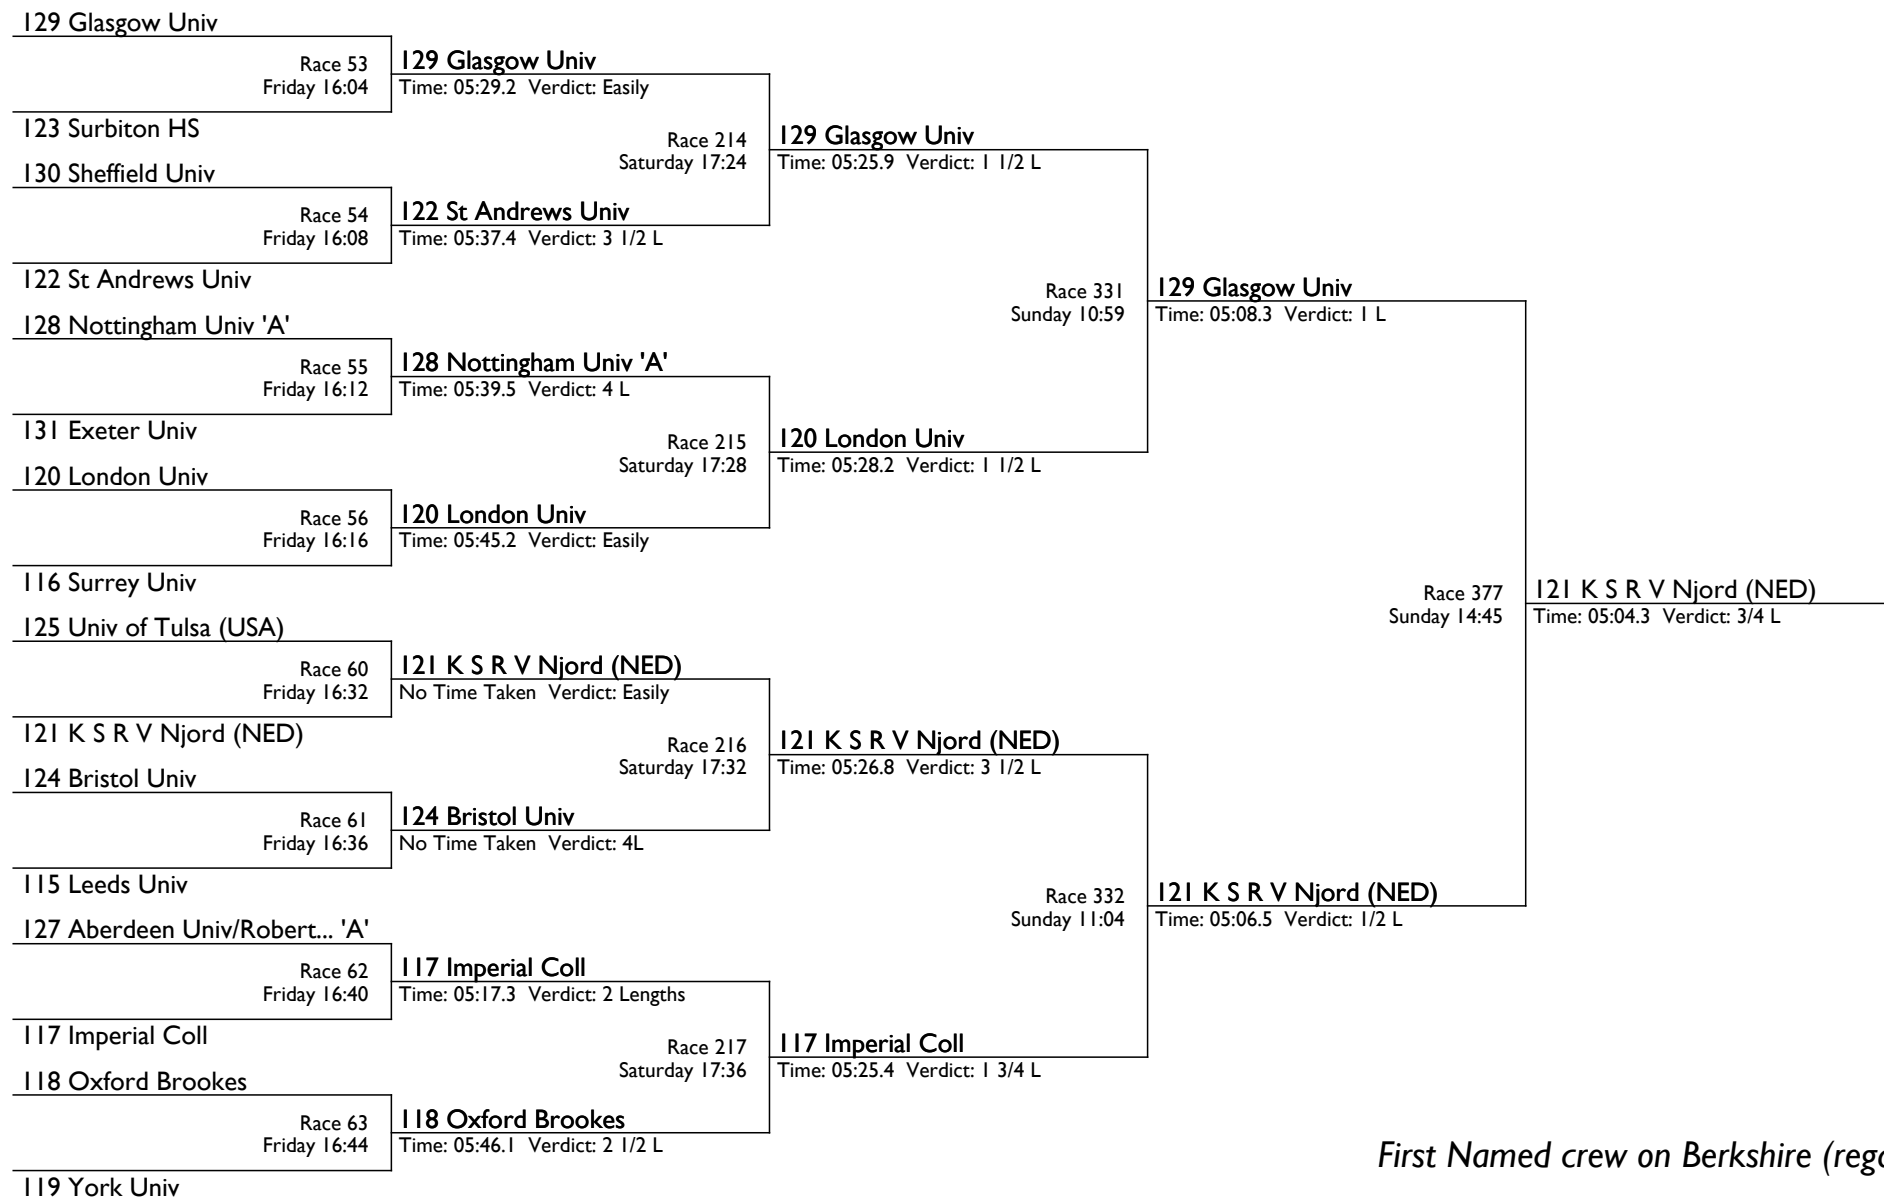 129 Glasgow Univ
Race 53
Friday 16:04
123 Surbiton HS
130 Sheffield Univ
Race 54
Friday 16:08
122 St Andrews Univ
128 Nottingham Univ 'A'
Race 55
Friday 16:12
131 Exeter Univ
120 London Univ
Race 56
Friday 16:16
116 Surrey Univ
125 Univ of Tulsa (USA)
Race 60
Friday 16:32
121 K S R V Njord (NED)
124 Bristol Univ
Race 61
Friday 16:36
115 Leeds Univ
127 Aberdeen Univ/Robert... 'A'
Race 62
Friday 16:40
117 Imperial Coll
118 Oxford Brookes
Race 63
Friday 16:44
119 York Univ
129 Glasgow Univ
Time: 05:29.2 Verdict: Easily
Race 214
Saturday 17:24
122 St Andrews Univ
Time: 05:37.4 Verdict: 3 1/2 L
128 Nottingham Univ 'A'
Time: 05:39.5 Verdict: 4 L
Race 215
Saturday 17:28
120 London Univ
Time: 05:45.2 Verdict: Easily
121 K S R V Njord (NED)
No Time Taken Verdict: Easily
Race 216
Saturday 17:32
124 Bristol Univ
No Time Taken Verdict: 4L
117 Imperial Coll
Time: 05:17.3 Verdict: 2 Lengths
Race 217
Saturday 17:36
118 Oxford Brookes
Time: 05:46.1 Verdict: 2 1/2 L
129 Glasgow Univ
Time: 05:25.9 Verdict: 1 1/2 L
Race 331
Sunday 10:59
120 London Univ
Time: 05:28.2 Verdict: 1 1/2 L
121 K S R V Njord (NED)
Time: 05:26.8 Verdict: 3 1/2 L
Race 332
Sunday 11:04
117 Imperial Coll
Time: 05:25.4 Verdict: 1 3/4 L
129 Glasgow Univ
Time: 05:08.3 Verdict: 1 L
Race 377
Sunday 14:45
121 K S R V Njord (NED)
Time: 05:06.5 Verdict: 1/2 L
121 K S R V Njord (NED)
Time: 05:04.3 Verdict: 3/4 L
First Named crew on Berkshire